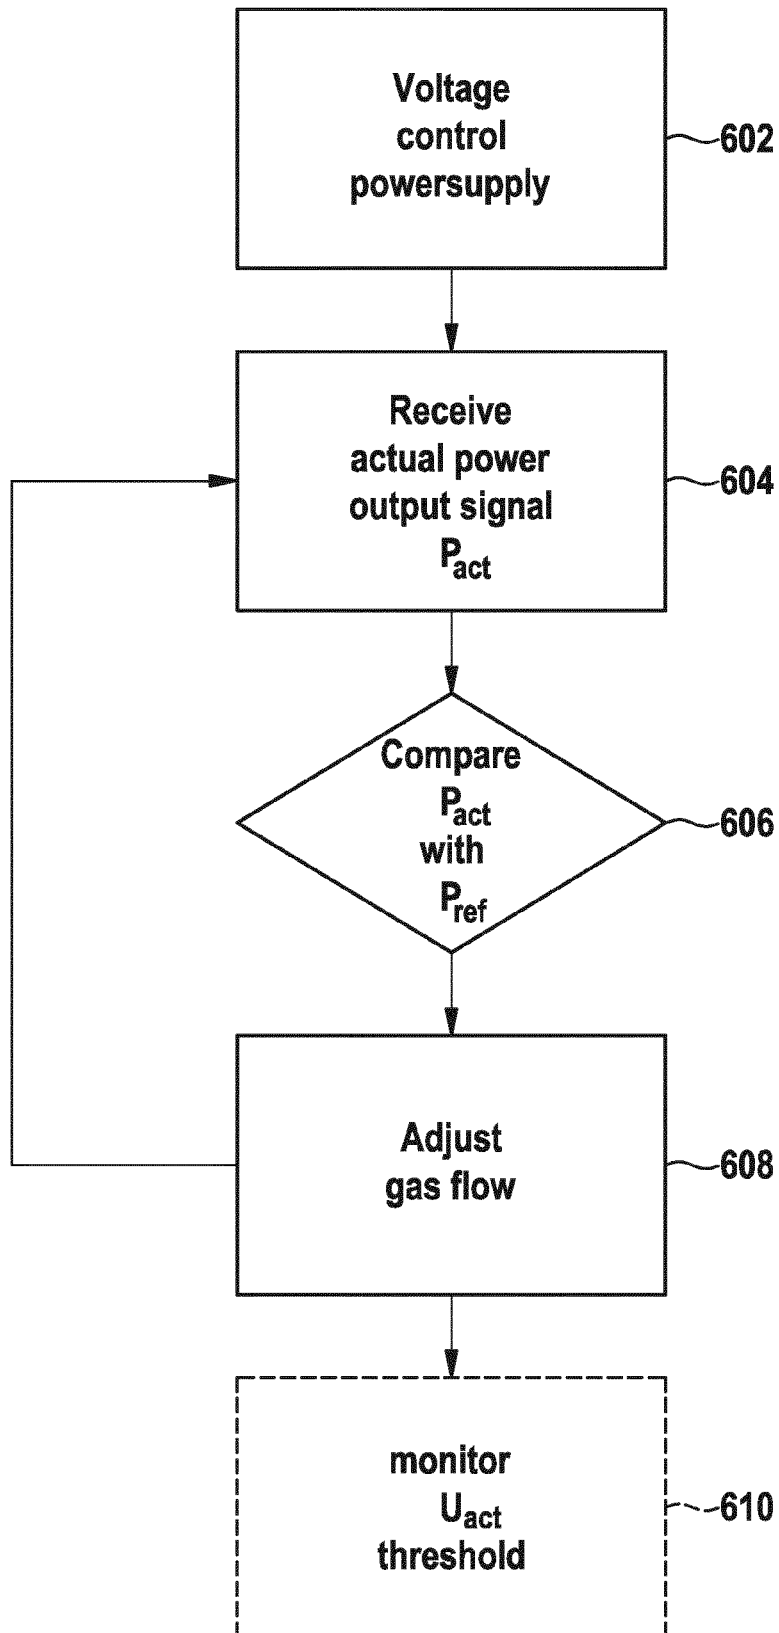 Voltage
control
powersupply
602
Receive
actual power
output signal
Pact
604
Compare
Pact
with
Pref
606
Adjust
gas flow
608
monitor
Uact
threshold
610